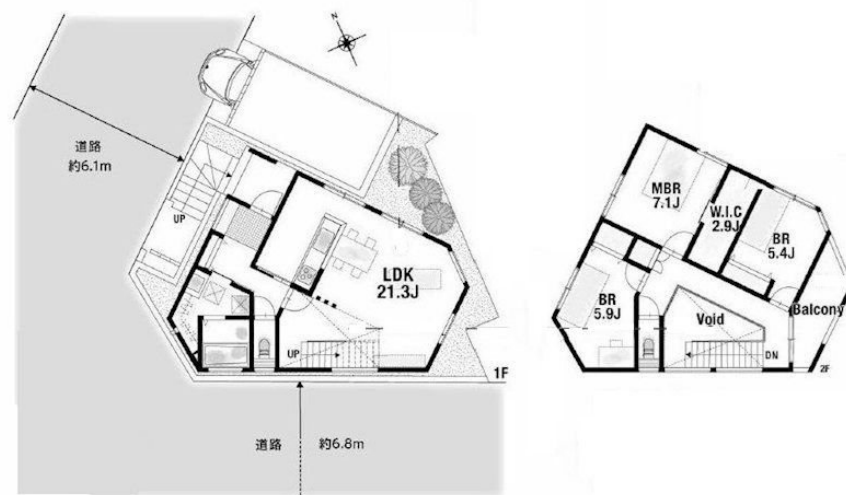 N
道路
約6.1m
UP
LDK
21.3J
UP
1F
道路 約6.8m
MBR
7.1J
W.I.C
2.9J
BR
5.4J
BR
5.9J
Void
Balcony
DN
2F